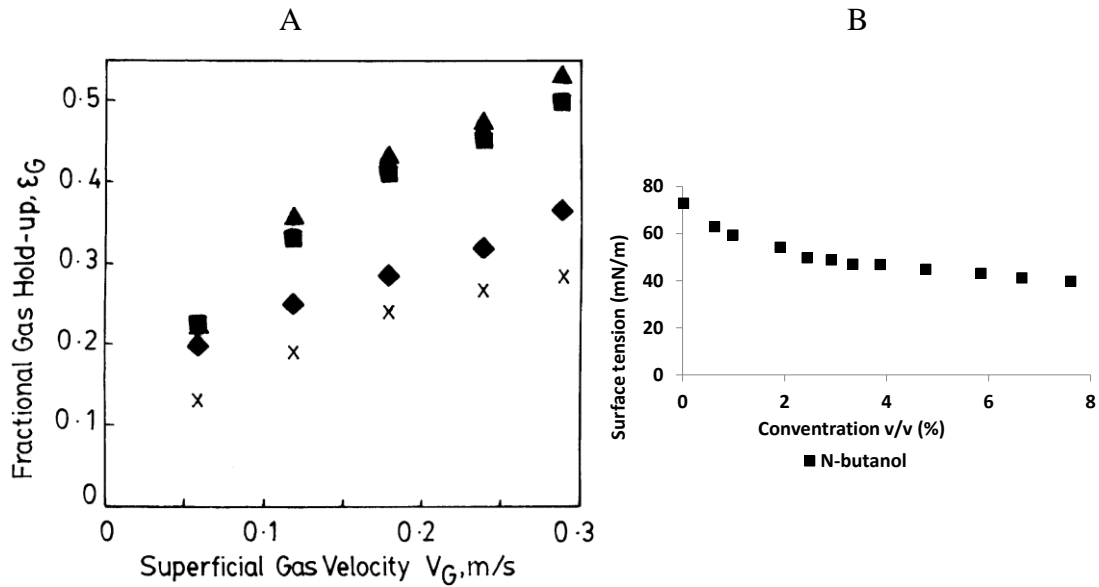 A
Fractional Gas Hold-up, εG
0.5
0.4
0.3
0.2
0.1
0
0
0.1
0.2
0.3
Superficial Gas Velocity VG, m/s
B
Surface tension (mN/m)
80
60
40
20
0
0
2
4
6
8
Conventration v/v (%)
N-butanol